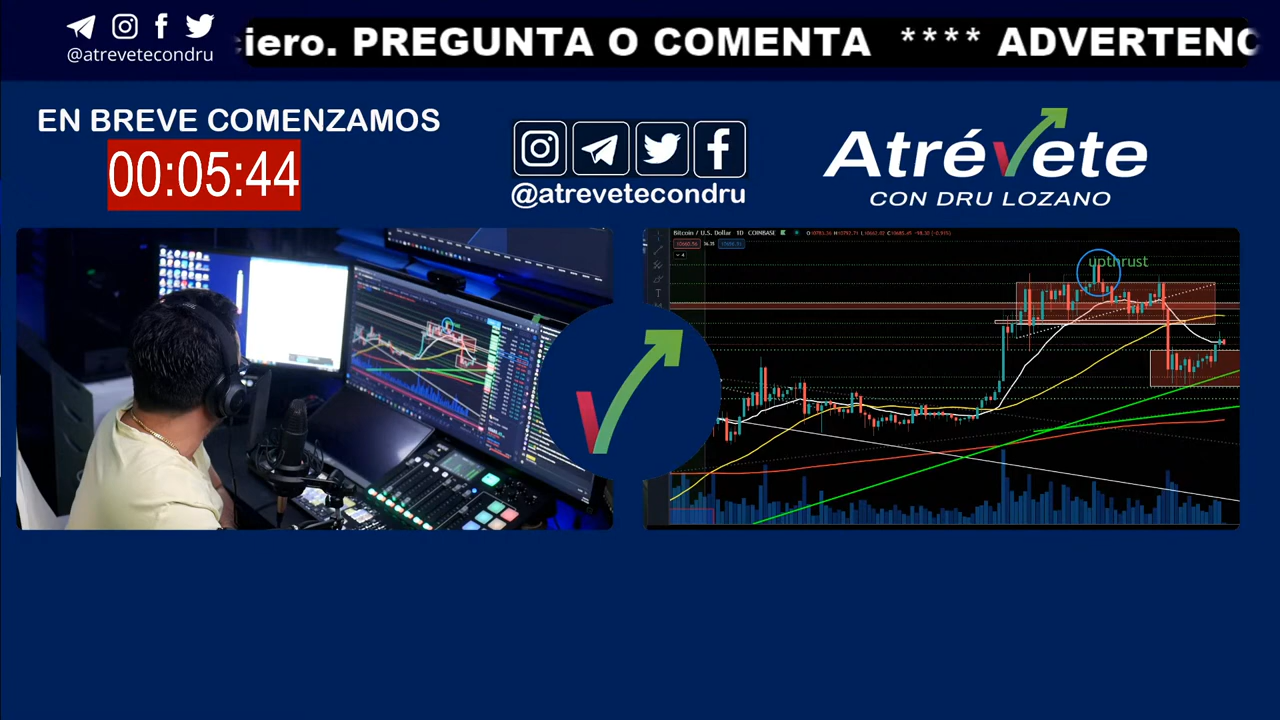 @atrevetecondru
iero. PREGUNTA O COMENTA **** ADVERTENC
EN BREVE COMENZAMOS
00:05:44
@atrevetecondru
Atrévete
CON DRU LOZANO
Bitcoin / U.S. Dollar 1D COINBASE
upthrust